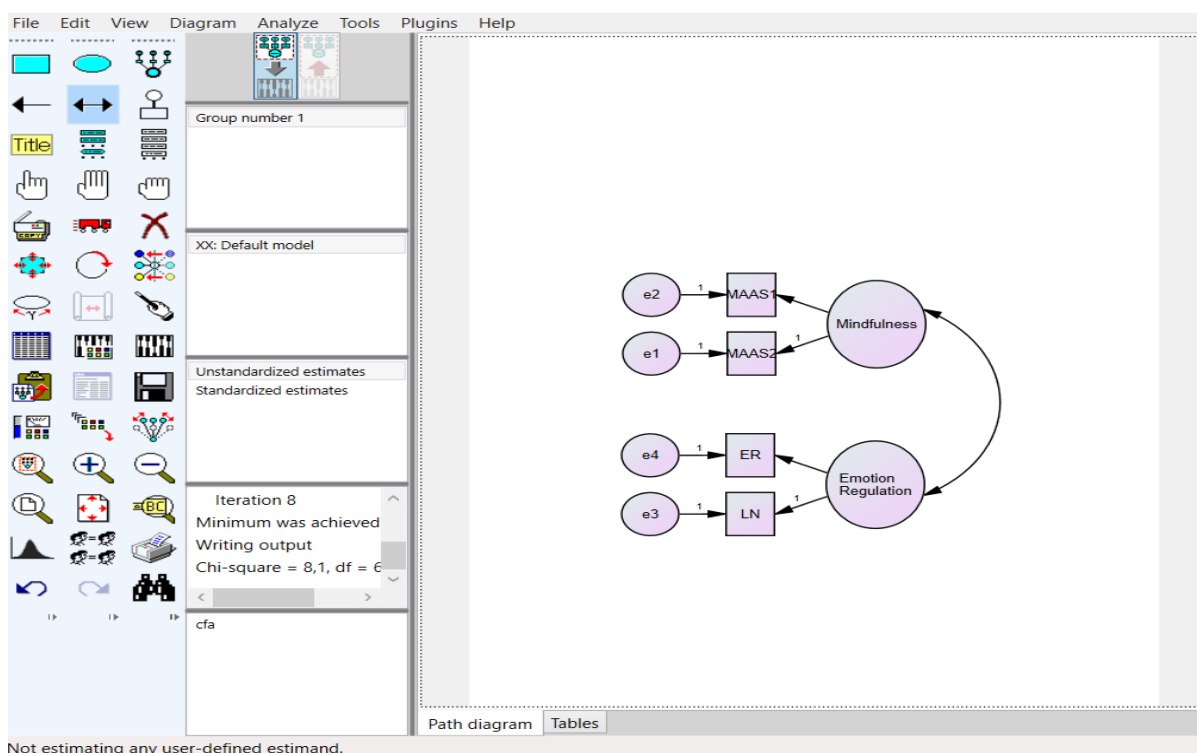 File Edit View Diagram Analyze Tools Plugins Help
Title
Group number 1
XX: Default model
Unstandardized estimates
Standardized estimates
Iteration 8
Minimum was achieved
Writing output
Chi-square = 8,1, df = 6
cfa
e2 1 MAAS1
Mindfulness
e1 1 MAAS2 1
e4 1 ER
Emotion
Regulation
e3 1 LN 1
Path diagram Tables
Not estimating any user-defined estimand.